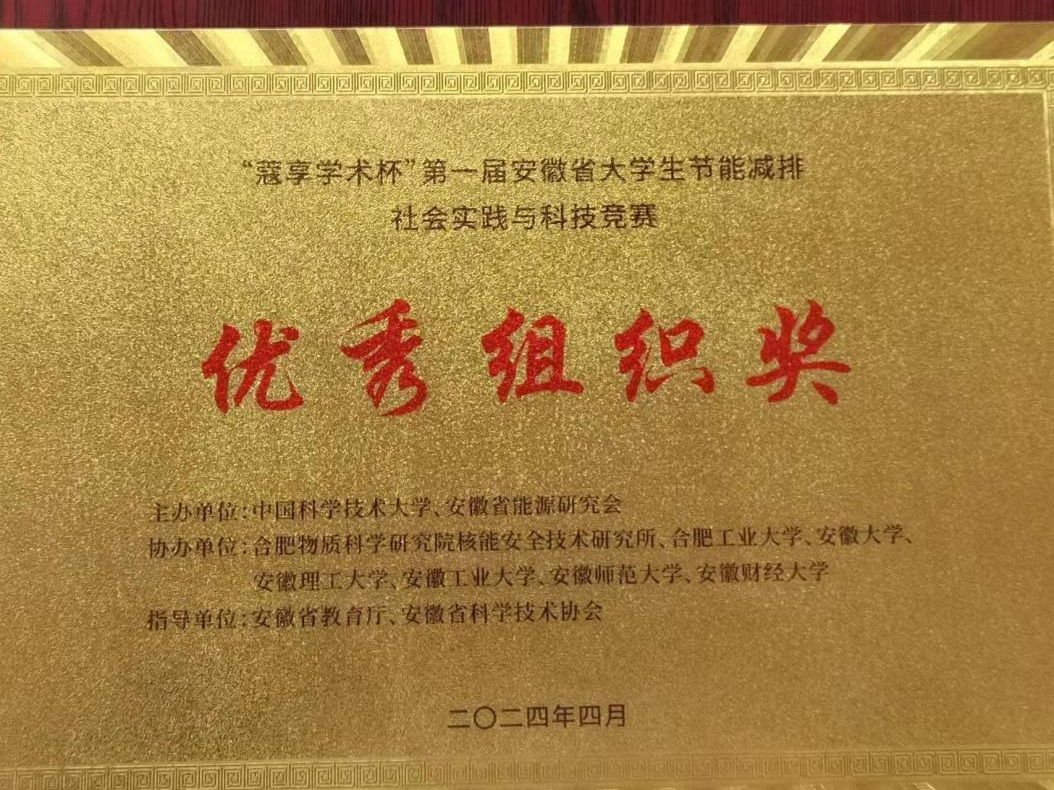 “蔻享学术杯”第一届安徽省大学生节能减排
社会实践与科技竞赛
优秀组织奖
主办单位：中国科学技术大学、安徽省能源研究会
协办单位：合肥物质科学研究院核能安全技术研究所、合肥工业大学、安徽大学、
安徽理工大学、安徽工业大学、安徽师范大学、安徽财经大学
指导单位：安徽省教育厅、安徽省科学技术协会
二〇二四年四月